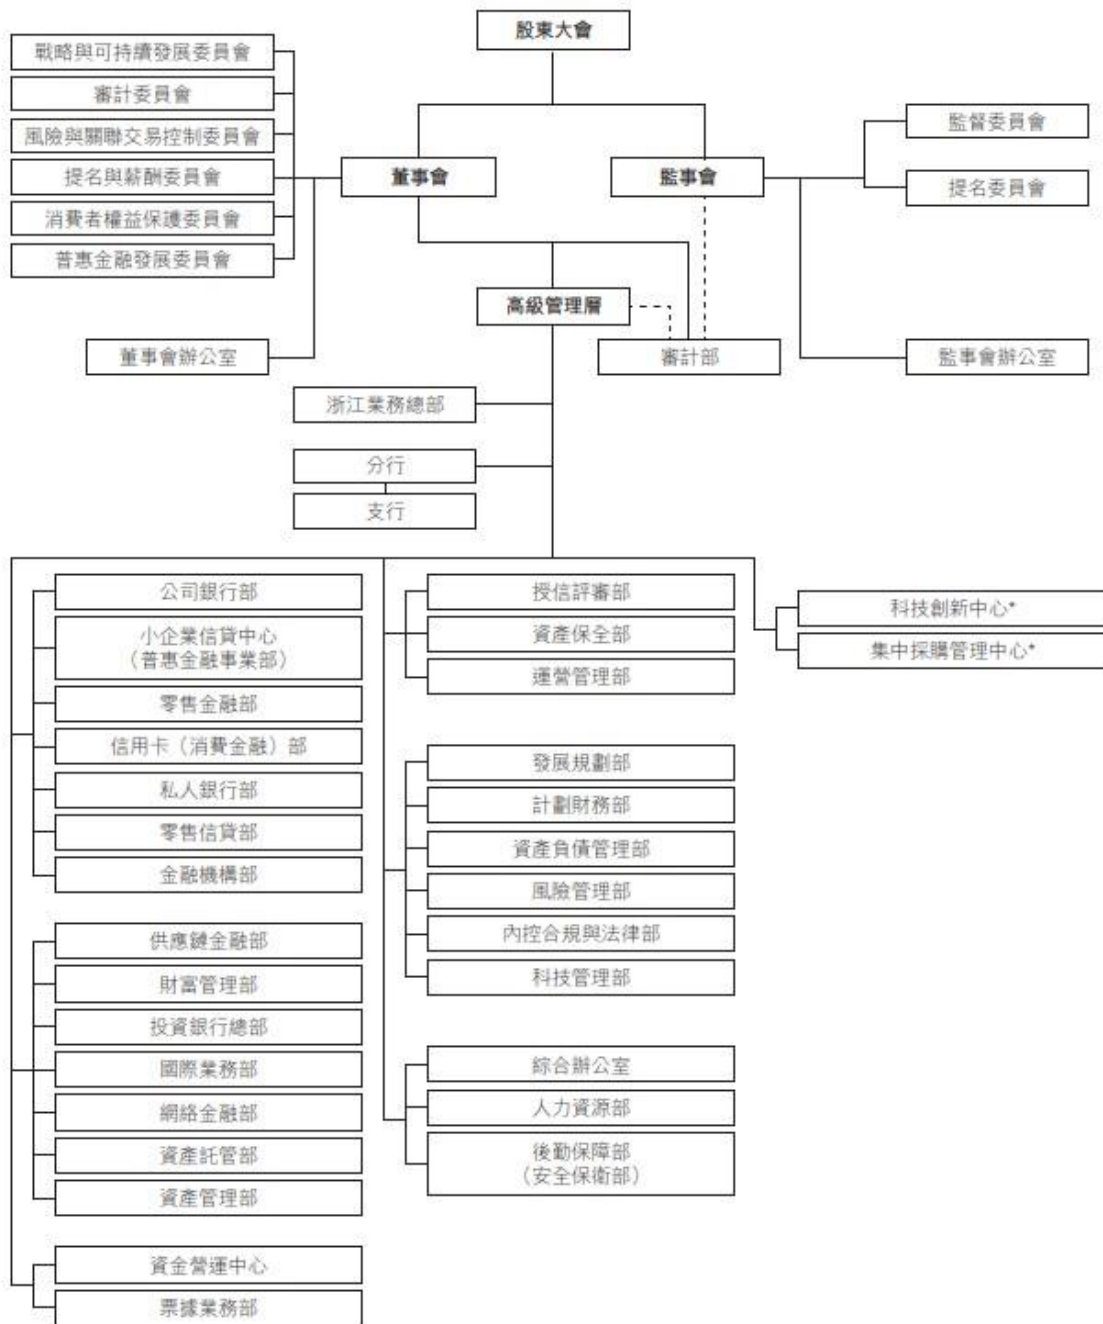 股東大會
戰略與可持續發展委員會
審計委員會
風險與關聯交易控制委員會
提名與薪酬委員會
消費者權益保護委員會
普惠金融發展委員會
董事會
監事會
監督委員會
提名委員會
高級管理層
董事會辦公室
審計部
監事會辦公室
浙江業務總部
分行
支行
公司銀行部
小企業信貸中心
（普惠金融事業部）
零售金融部
信用卡（消費金融）部
私人銀行部
零售信貸部
金融機構部
供應鏈金融部
財富管理部
投資銀行總部
國際業務部
網絡金融部
資產託管部
資產管理部
資金營運中心
票據業務部
授信評審部
資產保全部
運營管理部
發展規劃部
計劃財務部
資產負債管理部
風險管理部
內控合規與法律部
科技管理部
綜合辦公室
人力資源部
後勤保障部
（安全保衛部）
科技創新中心*
集中採購管理中心*